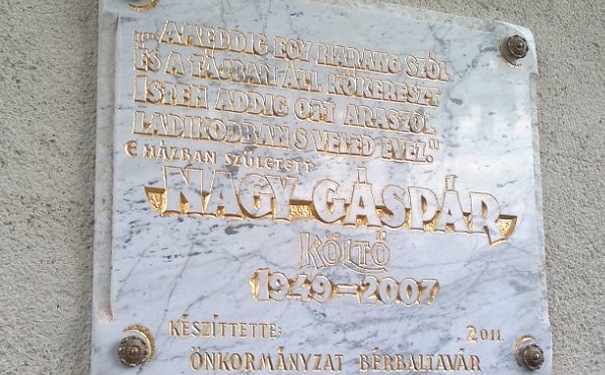 „...AMEDDIG EGY HARANG SZÓL
ÉS A TÁJBAN ÁLL KŐKERESZT
ISTEN ADDIG OTT ARASZOL
LADIKODBAN S VELED EVEZ."
E HÁZBAN SZÜLETETT
NAGY GÁSPÁR
KÖLTŐ
1949-2007
KÉSZÍTTETTE: 2011.
ÖNKORMÁNYZAT BÉRBALTAVÁR